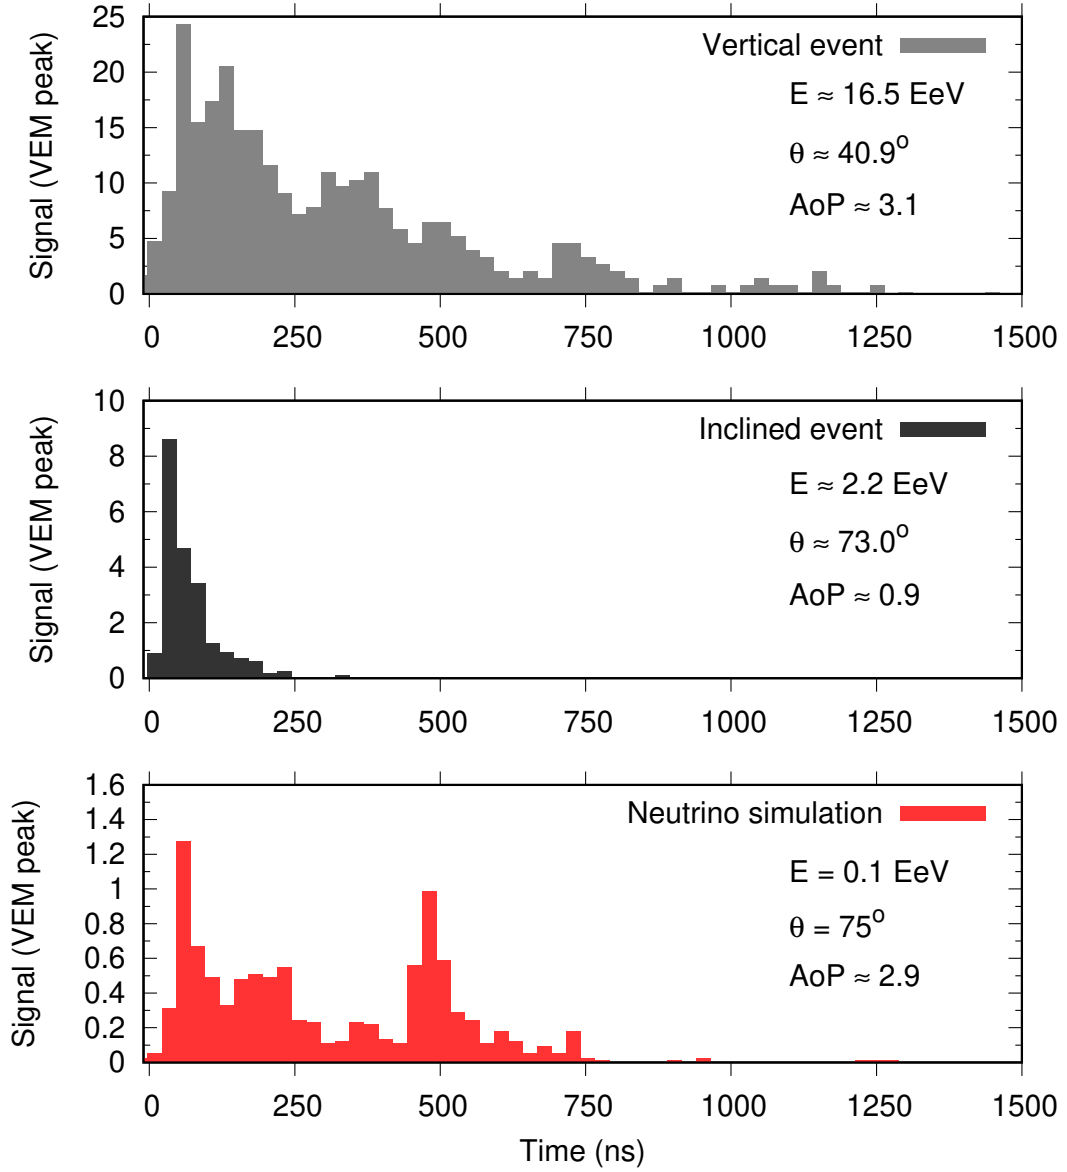 25
20
15
10
5
0
Signal (VEM peak)
Vertical event
E ≈ 16.5 EeV
θ ≈ 40.9°
AoP ≈ 3.1
0 250 500 750 1000 1250 1500
10
8
6
4
2
0
Signal (VEM peak)
Inclined event
E ≈ 2.2 EeV
θ ≈ 73.0°
AoP ≈ 0.9
0 250 500 750 1000 1250 1500
1.6
1.4
1.2
1
0.8
0.6
0.4
0.2
0
Signal (VEM peak)
Neutrino simulation
E = 0.1 EeV
θ = 75°
AoP ≈ 2.9
0 250 500 750 1000 1250 1500
Time (ns)